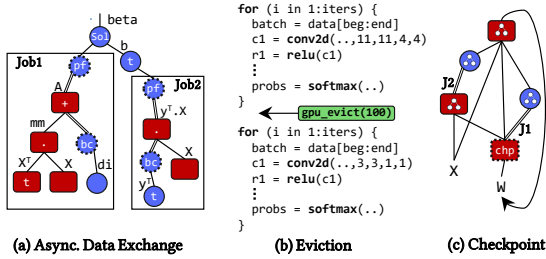 beta
Sol
b
Job1
pf
t
Job2
A
pf
+
yᵀ.X
mm
.
.
bc
bc
X
Xᵀ
X
di
yᵀ
t
t
(a) Async. Data Exchange
for (i in 1:iters) {
batch = data[beg:end]
c1 = conv2d(..,11,11,4,4)
r1 = relu(c1)
⋮
probs = softmax(..)
}
gpu_evict(100)
for (i in 1:iters) {
batch = data[beg:end]
c1 = conv2d(..,3,3,1,1)
r1 = relu(c1)
⋮
probs = softmax(..)
}
(b) Eviction
J2
J1
chp
X
W
(c) Checkpoint